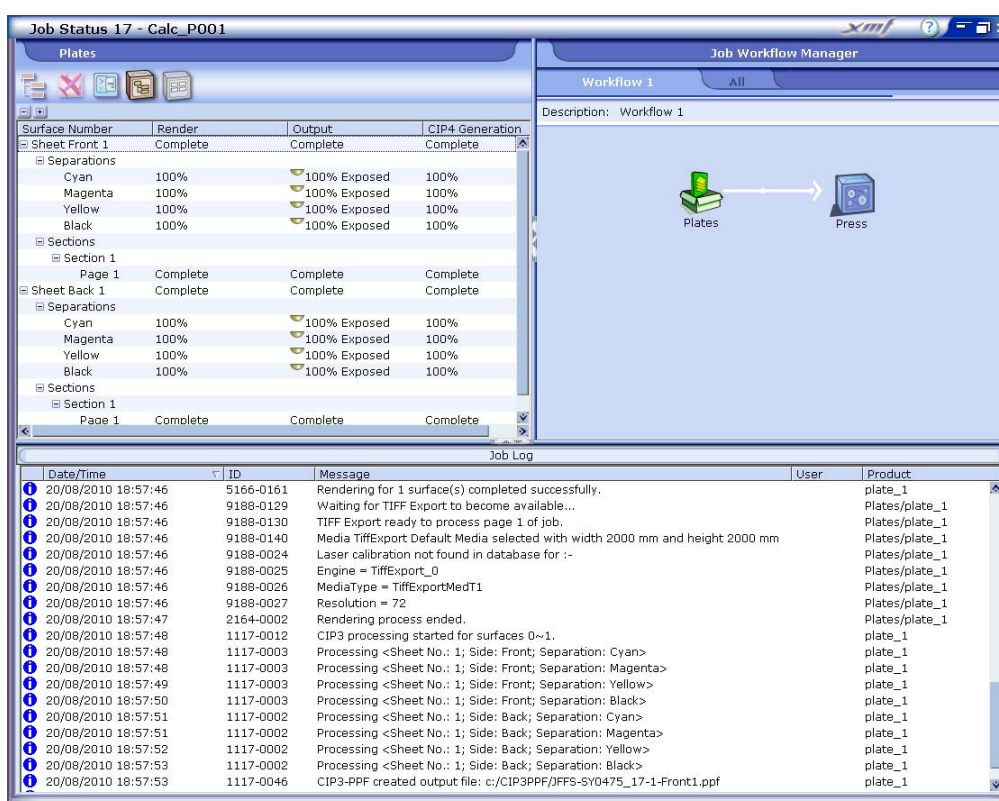 Job Status 17 - Calc_P001
xmf
?
Plates
Job Workflow Manager
Workflow 1 All
Description: Workflow 1
Surface Number Render Output CIP4 Generation
Sheet Front 1 Complete Complete Complete
Separations
Cyan 100% 100% Exposed 100%
Magenta 100% 100% Exposed 100%
Yellow 100% 100% Exposed 100%
Black 100% 100% Exposed 100%
Sections
Section 1
Page 1 Complete Complete Complete
Sheet Back 1 Complete Complete Complete
Separations
Cyan 100% 100% Exposed 100%
Magenta 100% 100% Exposed 100%
Yellow 100% 100% Exposed 100%
Black 100% 100% Exposed 100%
Sections
Section 1
Page 1 Complete Complete Complete
Plates Press
Job Log
Date/Time ID Message User Product
20/08/2010 18:57:46 5166-0161 Rendering for 1 surface(s) completed successfully. plate_1
20/08/2010 18:57:46 9188-0129 Waiting for TIFF Export to become available... Plates/plate_1
20/08/2010 18:57:46 9188-0130 TIFF Export ready to process page 1 of job. Plates/plate_1
20/08/2010 18:57:46 9188-0140 Media TiffExport Default Media selected with width 2000 mm and height 2000 mm Plates/plate_1
20/08/2010 18:57:46 9188-0024 Laser calibration not found in database for :- Plates/plate_1
20/08/2010 18:57:46 9188-0025 Engine = TiffExport_0 Plates/plate_1
20/08/2010 18:57:46 9188-0026 MediaType = TiffExportMedT1 Plates/plate_1
20/08/2010 18:57:46 9188-0027 Resolution = 72 Plates/plate_1
20/08/2010 18:57:47 2164-0002 Rendering process ended. Plates/plate_1
20/08/2010 18:57:48 1117-0012 CIP3 processing started for surfaces 0~1. plate_1
20/08/2010 18:57:48 1117-0003 Processing <Sheet No.: 1; Side: Front; Separation: Cyan> plate_1
20/08/2010 18:57:48 1117-0003 Processing <Sheet No.: 1; Side: Front; Separation: Magenta> plate_1
20/08/2010 18:57:49 1117-0003 Processing <Sheet No.: 1; Side: Front; Separation: Yellow> plate_1
20/08/2010 18:57:50 1117-0003 Processing <Sheet No.: 1; Side: Front; Separation: Black> plate_1
20/08/2010 18:57:51 1117-0002 Processing <Sheet No.: 1; Side: Back; Separation: Cyan> plate_1
20/08/2010 18:57:51 1117-0002 Processing <Sheet No.: 1; Side: Back; Separation: Magenta> plate_1
20/08/2010 18:57:52 1117-0002 Processing <Sheet No.: 1; Side: Back; Separation: Yellow> plate_1
20/08/2010 18:57:53 1117-0002 Processing <Sheet No.: 1; Side: Back; Separation: Black> plate_1
20/08/2010 18:57:53 1117-0046 CIP3-PPF created output file: c:/CIP3PPF/JFFS-SY0475_17-1-Front1.ppf plate_1